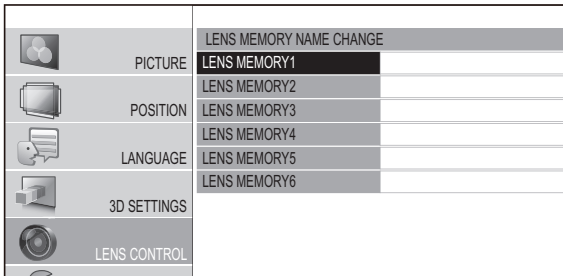 PICTURE
POSITION
LANGUAGE
3D SETTINGS
LENS CONTROL
LENS MEMORY NAME CHANGE
LENS MEMORY1
LENS MEMORY2
LENS MEMORY3
LENS MEMORY4
LENS MEMORY5
LENS MEMORY6